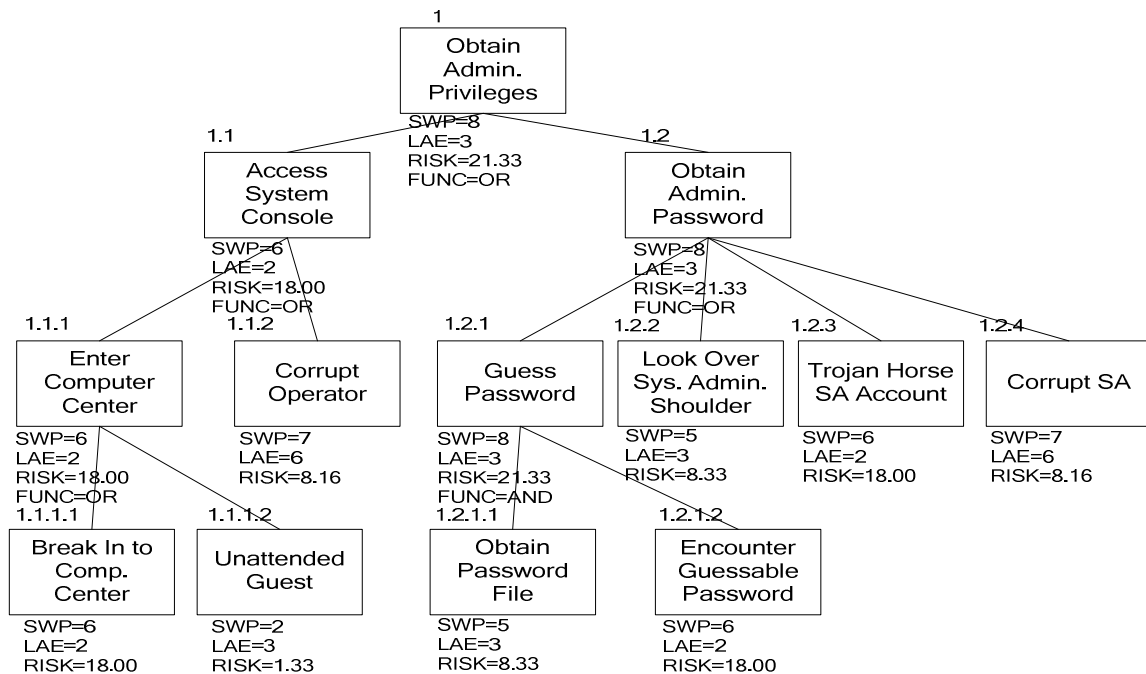 1
Obtain
Admin.
Privileges
SWP=8
LAE=3
RISK=21.33
FUNC=OR
1.1
Access
System
Console
SWP=6
LAE=2
RISK=18.00
FUNC=OR
1.2
Obtain
Admin.
Password
SWP=8
LAE=3
RISK=21.33
FUNC=OR
1.1.1
Enter
Computer
Center
SWP=6
LAE=2
RISK=18.00
FUNC=OR
1.1.2
Corrupt
Operator
SWP=7
LAE=6
RISK=8.16
1.2.1
Guess
Password
SWP=8
LAE=3
RISK=21.33
FUNC=AND
1.2.2
Look Over
Sys. Admin.
Shoulder
SWP=5
LAE=3
RISK=8.33
1.2.3
Trojan Horse
SA Account
SWP=6
LAE=2
RISK=18.00
1.2.4
Corrupt SA
SWP=7
LAE=6
RISK=8.16
1.1.1.1
Break In to
Comp.
Center
SWP=6
LAE=2
RISK=18.00
1.1.1.2
Unattended
Guest
SWP=2
LAE=3
RISK=1.33
1.2.1.1
Obtain
Password
File
SWP=5
LAE=3
RISK=8.33
1.2.1.2
Encounter
Guessable
Password
SWP=6
LAE=2
RISK=18.00